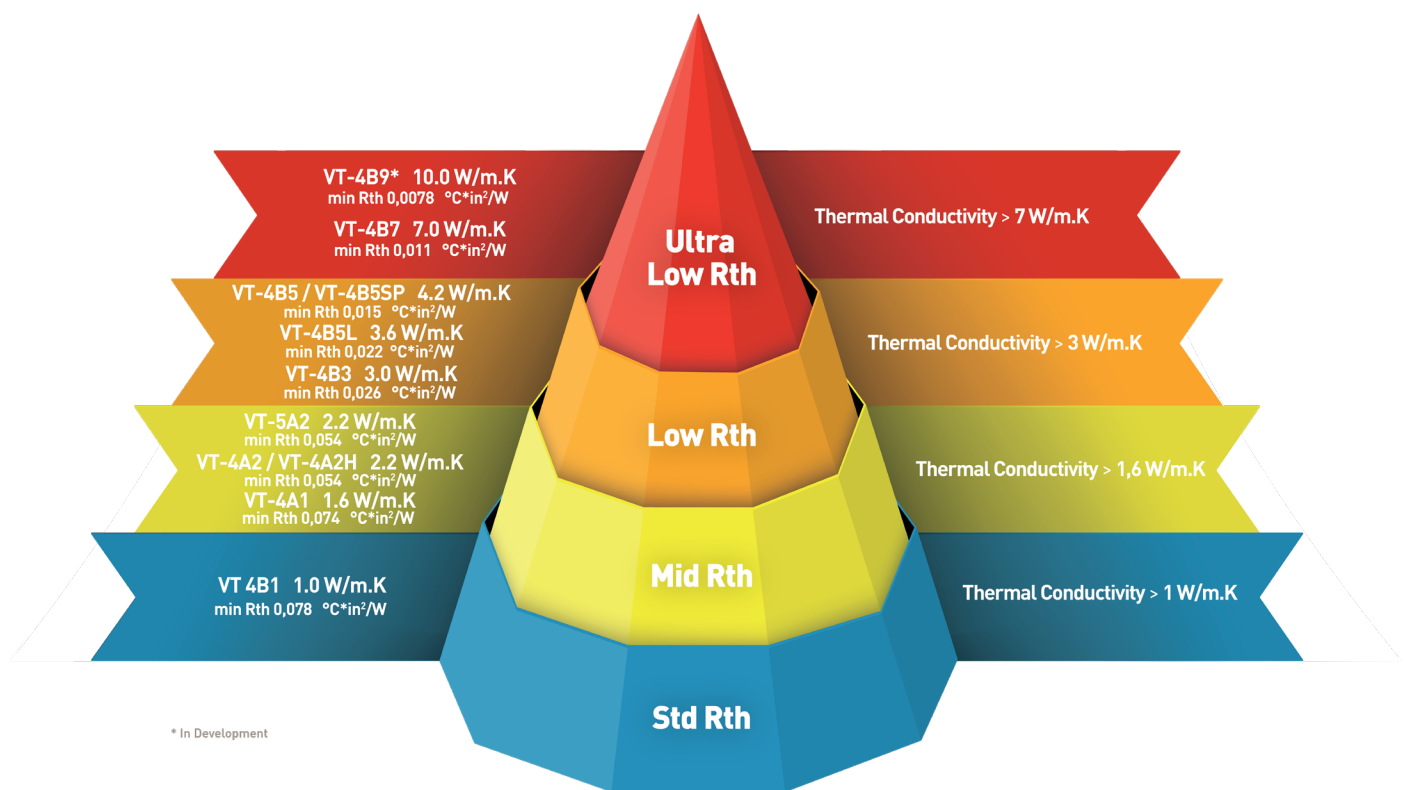 VT-4B9* 10.0 W/m.K
min Rth 0,0078 °C*in²/W
VT-4B7 7.0 W/m.K
min Rth 0,011 °C*in²/W
Ultra
Low Rth
Thermal Conductivity > 7 W/m.K
VT-4B5 / VT-4B5SP 4.2 W/m.K
min Rth 0,015 °C*in²/W
VT-4B5L 3.6 W/m.K
min Rth 0,022 °C*in²/W
VT-4B3 3.0 W/m.K
min Rth 0,026 °C*in²/W
Low Rth
Thermal Conductivity > 3 W/m.K
VT-5A2 2.2 W/m.K
min Rth 0,054 °C*in²/W
VT-4A2 / VT-4A2H 2.2 W/m.K
min Rth 0,054 °C*in²/W
VT-4A1 1.6 W/m.K
min Rth 0,074 °C*in²/W
Mid Rth
Thermal Conductivity > 1,6 W/m.K
VT 4B1 1.0 W/m.K
min Rth 0,078 °C*in²/W
Std Rth
Thermal Conductivity > 1 W/m.K
* In Development